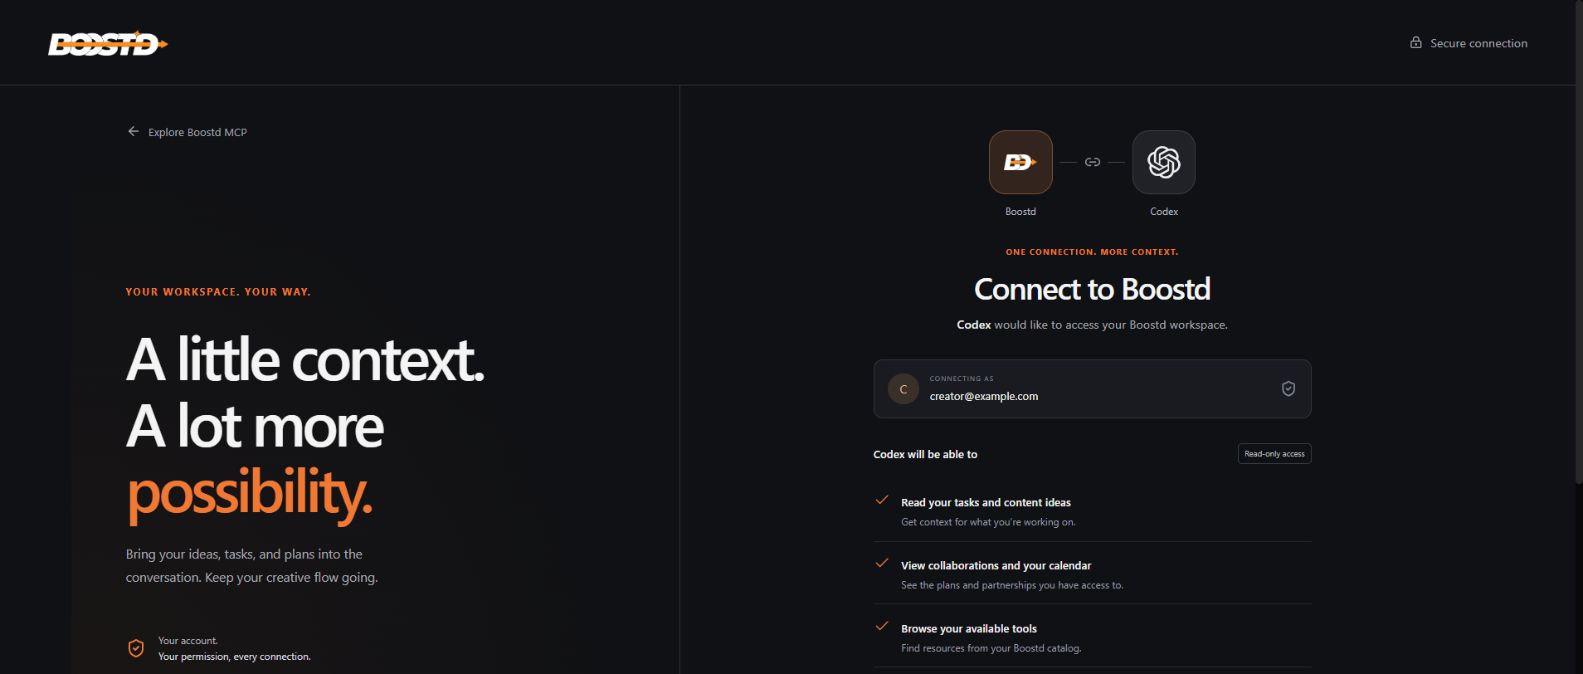 BOOSTD
Secure connection
Explore Boostd MCP
YOUR WORKSPACE. YOUR WAY.
A little context.
A lot more
possibility.
Bring your ideas, tasks, and plans into the
conversation. Keep your creative flow going.
Your account.
Your permission, every connection.
BD
Boostd
Codex
ONE CONNECTION. MORE CONTEXT.
Connect to Boostd
Codex would like to access your Boostd workspace.
C
CONNECTING AS
creator@example.com
Codex will be able to
Read-only access
Read your tasks and content ideas
Get context for what you're working on.
View collaborations and your calendar
See the plans and partnerships you have access to.
Browse your available tools
Find resources from your Boostd catalog.